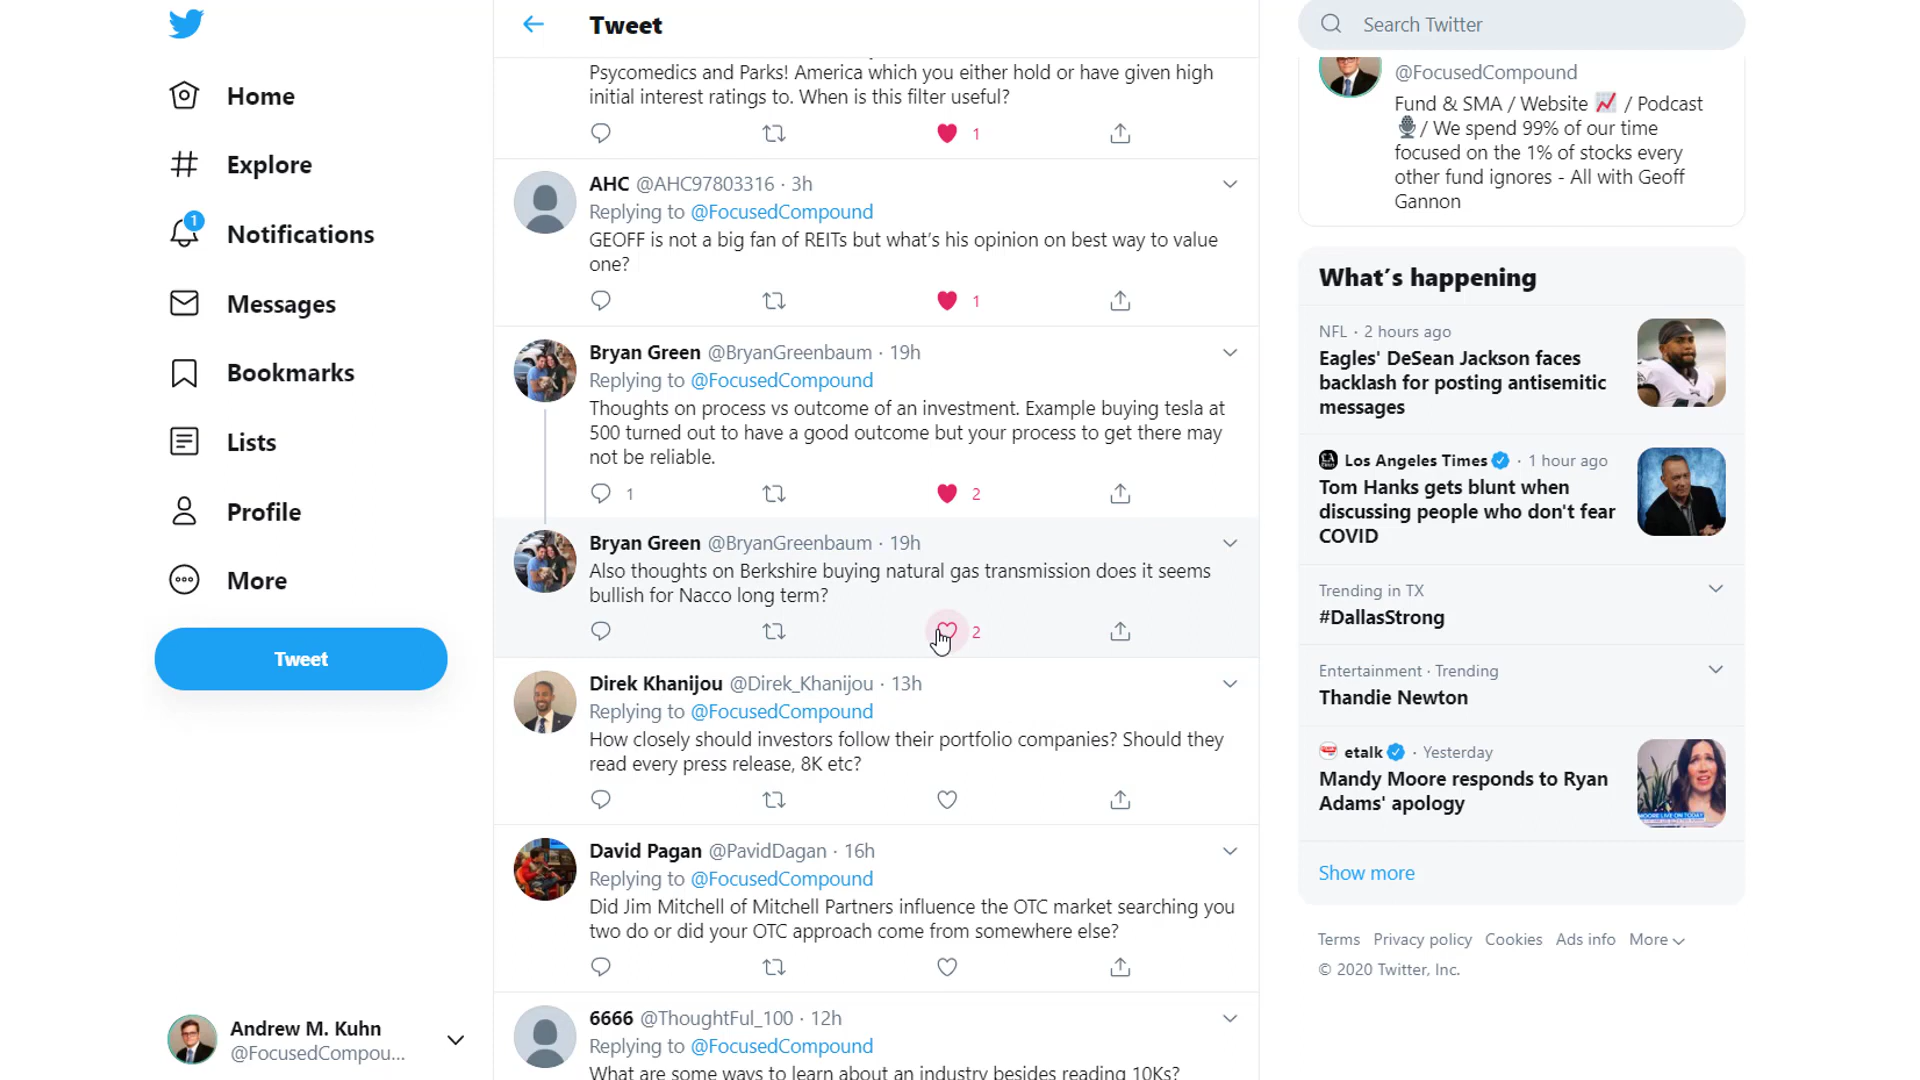 Home
Explore
1
Notifications
Messages
Bookmarks
Lists
Profile
More
Tweet
Andrew M. Kuhn
@FocusedCompou...
Tweet
Psycomedics and Parks! America which you either hold or have given high
initial interest ratings to. When is this filter useful?
1
AHC @AHC97803316 · 3h
Replying to @FocusedCompound
GEOFF is not a big fan of REITs but what's his opinion on best way to value
one?
1
Bryan Green @BryanGreenbaum · 19h
Replying to @FocusedCompound
Thoughts on process vs outcome of an investment. Example buying tesla at
500 turned out to have a good outcome but your process to get there may
not be reliable.
1 2
Bryan Green @BryanGreenbaum · 19h
Also thoughts on Berkshire buying natural gas transmission does it seems
bullish for Nacco long term?
2
Direk Khanijou @Direk_Khanijou · 13h
Replying to @FocusedCompound
How closely should investors follow their portfolio companies? Should they
read every press release, 8K etc?
David Pagan @PavidDagan · 16h
Replying to @FocusedCompound
Did Jim Mitchell of Mitchell Partners influence the OTC market searching you
two do or did your OTC approach come from somewhere else?
6666 @ThoughtFul_100 · 12h
Replying to @FocusedCompound
What are some ways to learn about an industry besides reading 10Ks?
Search Twitter
@FocusedCompound
Fund & SMA / Website 📈 / Podcast
🎙️/ We spend 99% of our time
focused on the 1% of stocks every
other fund ignores - All with Geoff
Gannon
What's happening
NFL · 2 hours ago
Eagles' DeSean Jackson faces
backlash for posting antisemitic
messages
Los Angeles Times · 1 hour ago
Tom Hanks gets blunt when
discussing people who don't fear
COVID
Trending in TX
#DallasStrong
Entertainment · Trending
Thandie Newton
etalk · Yesterday
Mandy Moore responds to Ryan
Adams' apology
Show more
Terms Privacy policy Cookies Ads info More
© 2020 Twitter, Inc.